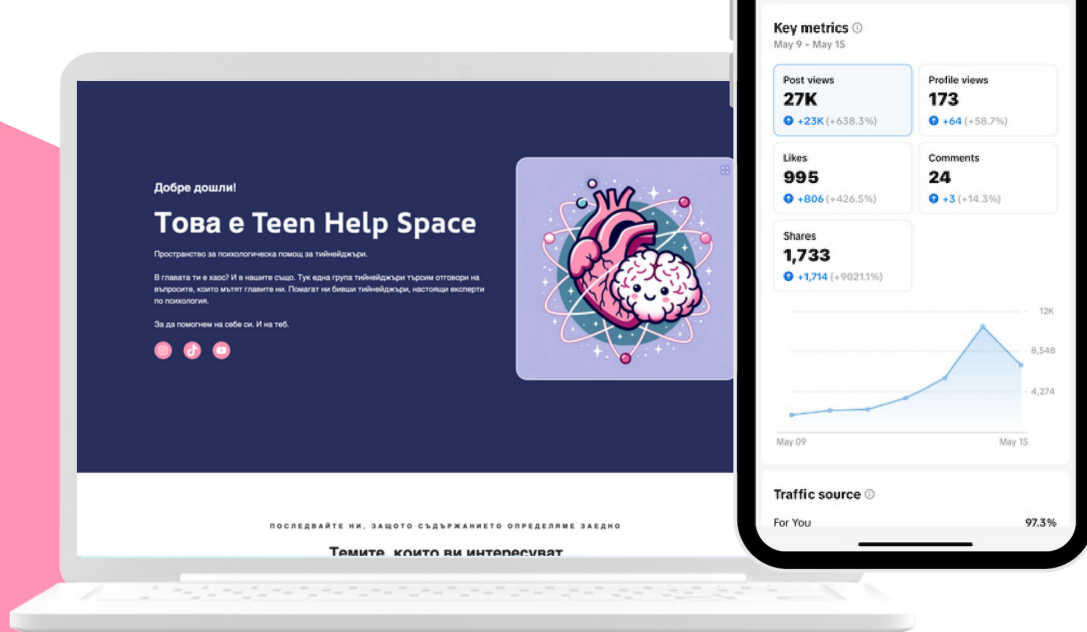 Добре дошли!
Това е Teen Help Space
Пространство за психологическа помощ за тийнейджъри.
В главата ти е хаос? И в нашите също. Тук една група тийнейджъри търсим отговори на
въпросите, които мътят главите ни. Помагат ни бивши тийнейджъри, настоящи експерти
по психология.
За да помогнем на себе си. И на теб.
ПОСЛЕДВАЙТЕ НИ, ЗАЩОТО СЪДЪРЖАНИЕТО ОПРЕДЕЛЯМЕ ЗАЕДНО
Темите, които ви интересуват
Key metrics
May 9 – May 15
Post views
27K
+23K (+638.3%)
Profile views
173
+64 (+58.7%)
Likes
995
+806 (+426.5%)
Comments
24
+3 (+14.3%)
Shares
1,733
+1,714 (+9021.1%)
12K
8,548
4,274
May 09
May 15
Traffic source
For You
97.3%